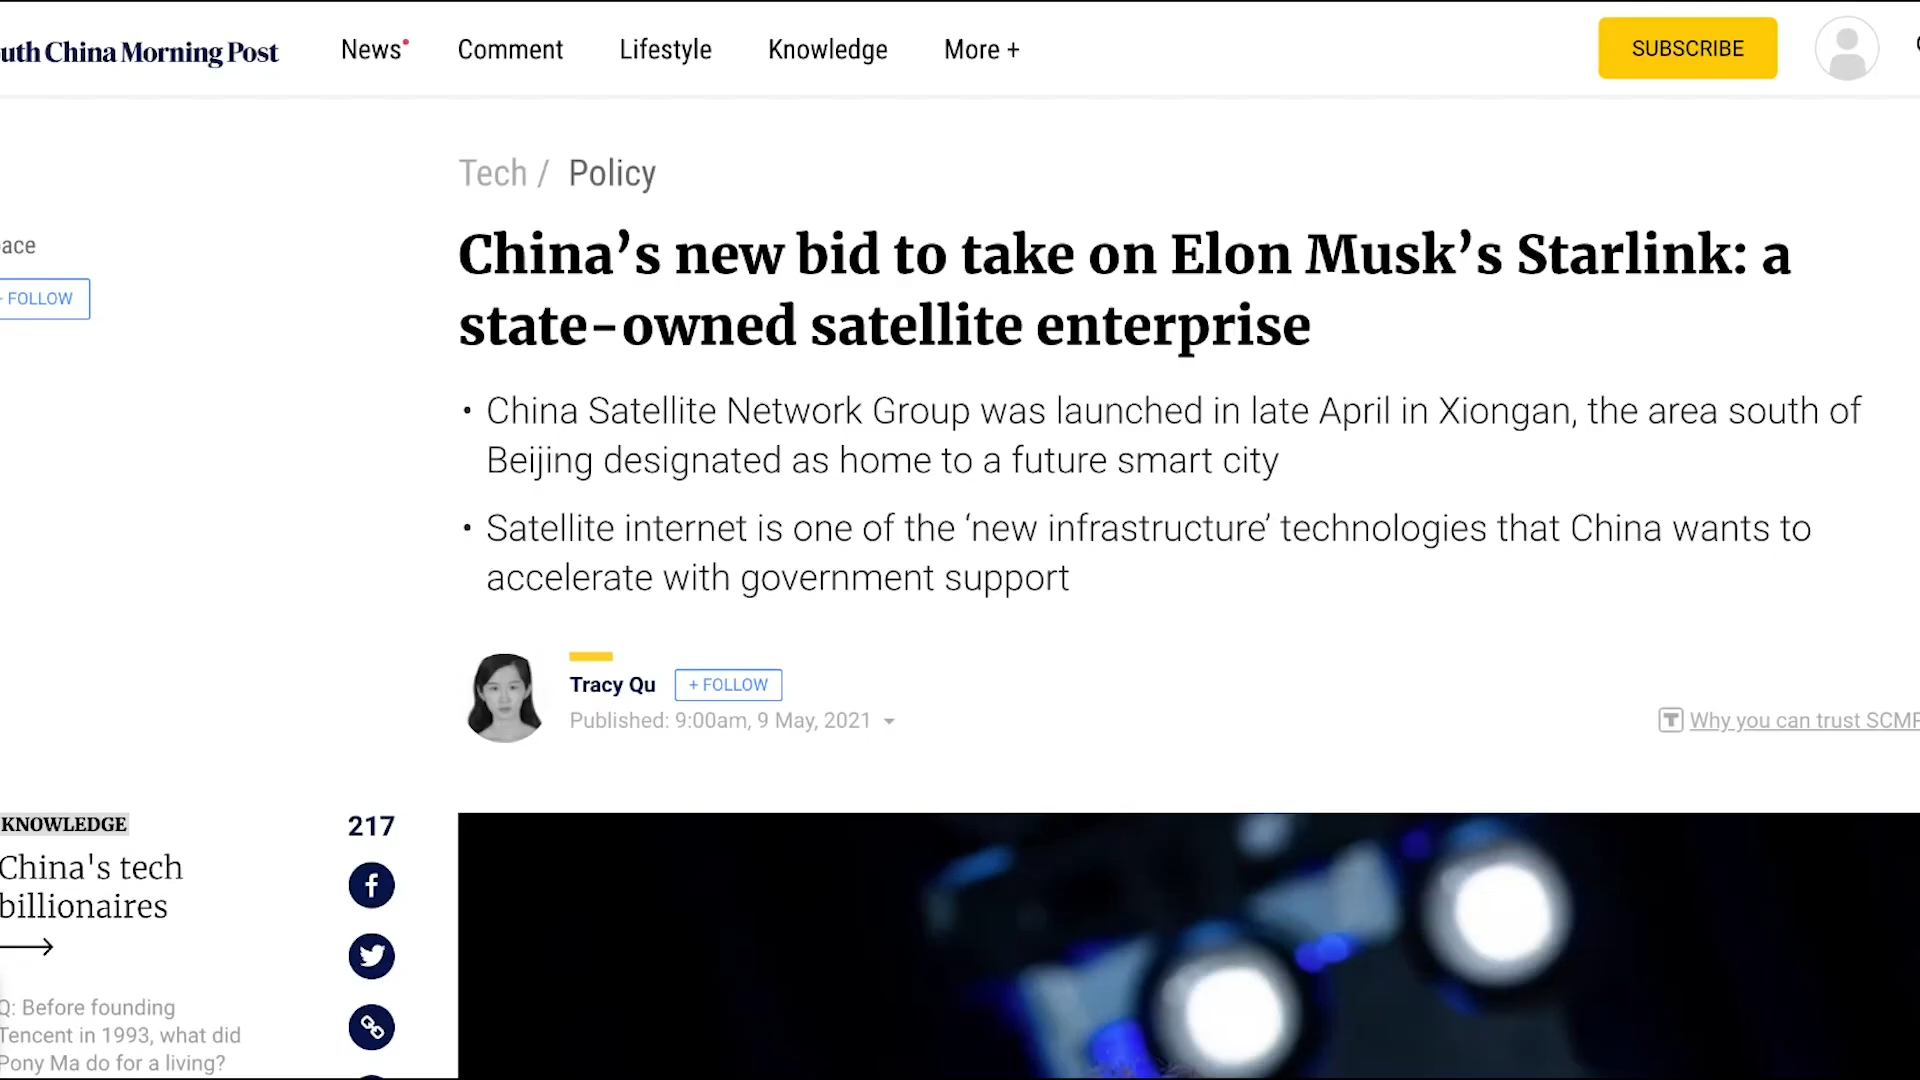 uth China Morning Post
News
Comment
Lifestyle
Knowledge
More +
SUBSCRIBE
Tech / Policy
China’s new bid to take on Elon Musk’s Starlink: a
state-owned satellite enterprise
ace
+ FOLLOW
• China Satellite Network Group was launched in late April in Xiongan, the area south of
Beijing designated as home to a future smart city
• Satellite internet is one of the ‘new infrastructure’ technologies that China wants to
accelerate with government support
Tracy Qu
+ FOLLOW
Published: 9:00am, 9 May, 2021
Why you can trust SCMP
KNOWLEDGE
China's tech
billionaires
Q: Before founding
Tencent in 1993, what did
Pony Ma do for a living?
217